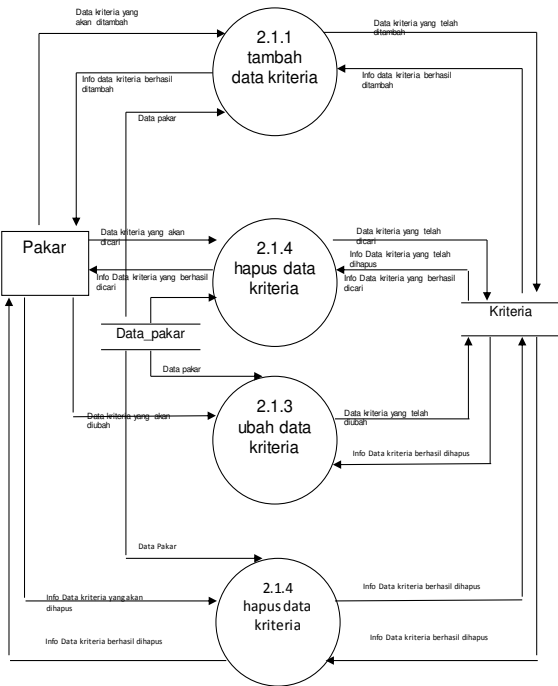 Data kriteria yang
akan ditambah
2.1.1
tambah
data kriteria
Data kriteria yang telah
ditambah
Info data kriteria berhasil
ditambah
Info data kriteria berhasil
ditambah
Data pakar
Pakar
Data kriteria yang akan
dicari
2.1.4
hapus data
kriteria
Data kriteria yang telah
dicari
Info Data kriteria yang telah
dihapus
Info Data kriteria yang berhasil
dicari
Info Data kriteria yang berhasil
dicari
Kriteria
Data_pakar
Data pakar
2.1.3
ubah data
kriteria
Data kriteria yang akan
diubah
Data kriteria yang telah
diubah
Info Data kriteria berhasil dihapus
Data Pakar
2.1.4
hapus data
kriteria
Info Data kriteria yang akan
dihapus
Info Data kriteria berhasil dihapus
Info Data kriteria berhasil dihapus
Info Data kriteria berhasil dihapus